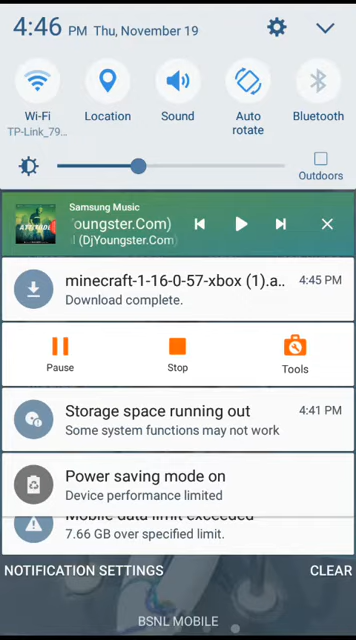 4:46 PM Thu, November 19
Wi-Fi
TP-Link_79...
Location
Sound
Auto
rotate
Bluetooth
Outdoors
Samsung Music
oungster.Com)
l (DjYoungster.Com)
minecraft-1-16-0-57-xbox (1).a.. 4:45 PM
Download complete.
Pause
Stop
Tools
Storage space running out 4:41 PM
Some system functions may not work
Power saving mode on
Device performance limited
Mobile data limit exceeded
7.66 GB over specified limit.
NOTIFICATION SETTINGS
CLEAR
BSNL MOBILE